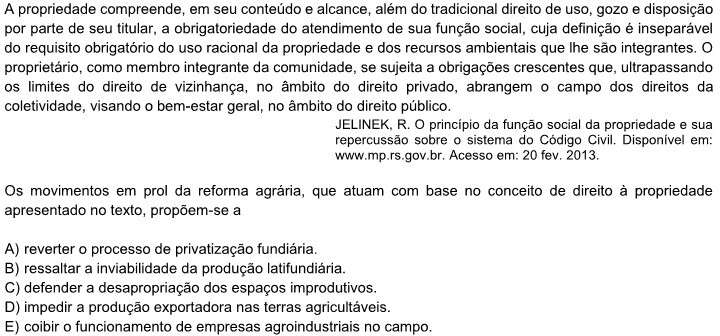 A propriedade compreende, em seu conteúdo e alcance, além do tradicional direito de uso, gozo e disposição
por parte de seu titular, a obrigatoriedade do atendimento de sua função social, cuja definição é inseparável
do requisito obrigatório do uso racional da propriedade e dos recursos ambientais que lhe são integrantes. O
proprietário, como membro integrante da comunidade, se sujeita a obrigações crescentes que, ultrapassando
os limites do direito de vizinhança, no âmbito do direito privado, abrangem o campo dos direitos da
coletividade, visando o bem-estar geral, no âmbito do direito público.
JELINEK, R. O princípio da função social da propriedade e sua
repercussão sobre o sistema do Código Civil. Disponível em:
www.mp.rs.gov.br. Acesso em: 20 fev. 2013.
Os movimentos em prol da reforma agrária, que atuam com base no conceito de direito à propriedade
apresentado no texto, propõem-se a
A) reverter o processo de privatização fundiária.
B) ressaltar a inviabilidade da produção latifundiária.
C) defender a desapropriação dos espaços improdutivos.
D) impedir a produção exportadora nas terras agricultáveis.
E) coibir o funcionamento de empresas agroindustriais no campo.